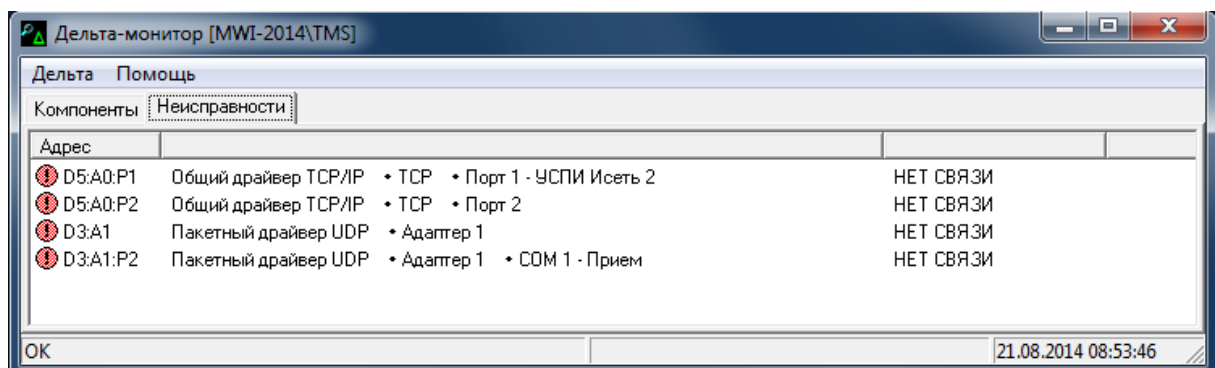 Дельта-монитор [MWI-2014\TMS]
Дельта Помощь
Компоненты Неисправности
Адрес
D5:A0:P1 Общий драйвер TCP/IP • TCP • Порт 1 - УСПИ Исеть 2 НЕТ СВЯЗИ
D5:A0:P2 Общий драйвер TCP/IP • TCP • Порт 2 НЕТ СВЯЗИ
D3:A1 Пакетный драйвер UDP • Адаптер 1 НЕТ СВЯЗИ
D3:A1:P2 Пакетный драйвер UDP • Адаптер 1 • COM 1 - Прием НЕТ СВЯЗИ
OK 21.08.2014 08:53:46